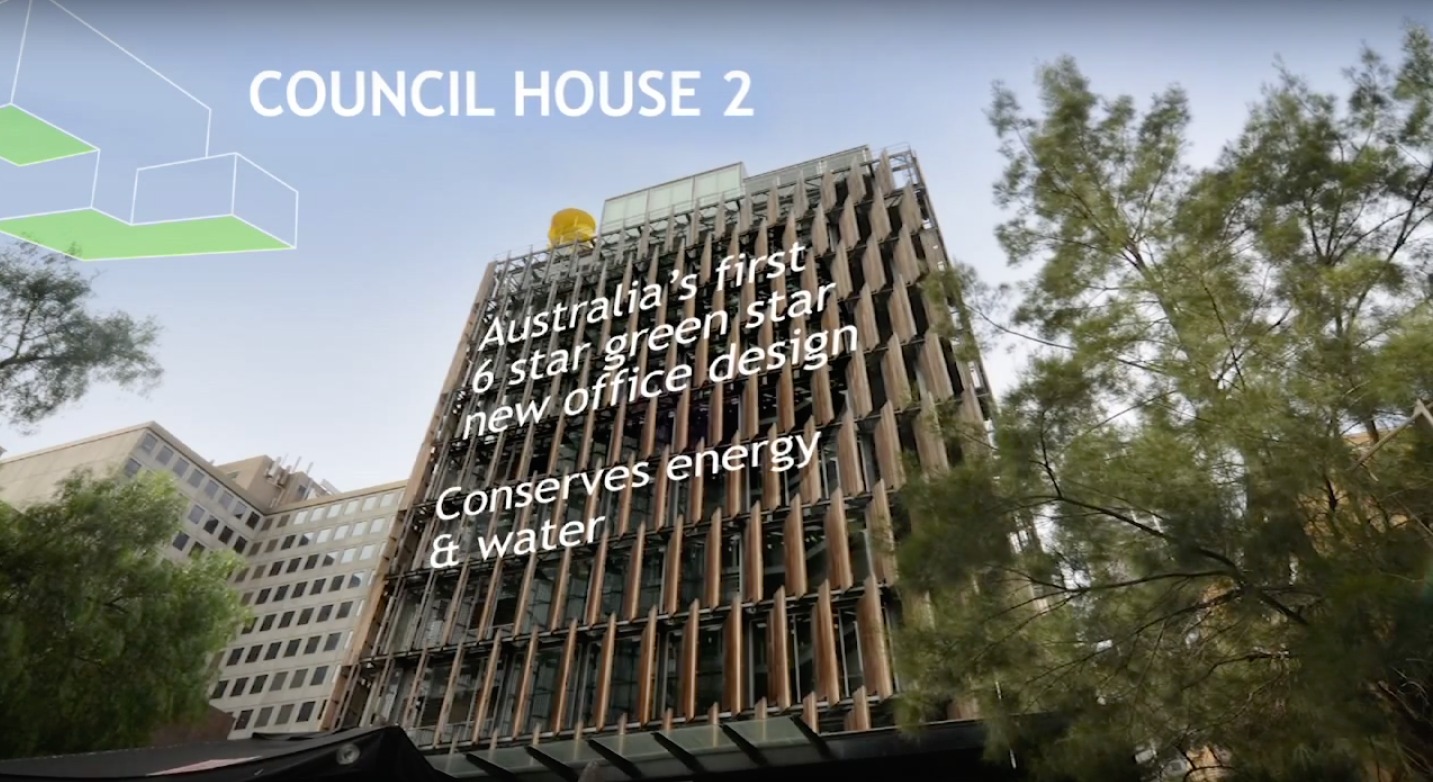 COUNCIL HOUSE 2
Australia's first
6 star green star
new office design
Conserves energy
& water